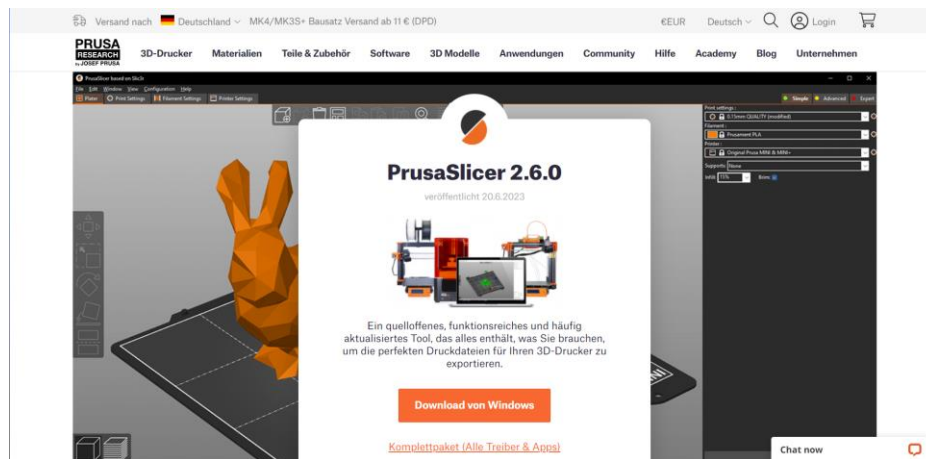 Versand nach Deutschland MK4/MK3S+ Bausatz Versand ab 11 € (DPD) €EUR Deutsch Login
PRUSA
RESEARCH
by JOSEF PRUSA
3D-Drucker Materialien Teile & Zubehör Software 3D Modelle Anwendungen Community Hilfe Academy Blog Unternehmen
PrusaSlicer based on Slic3r
File Edit Window View Configuration Help
Plater Print Settings Filament Settings Printer Settings Simple Advanced Expert
Print settings :
0.15mm QUALITY (modified)
Filament :
Prusament PLA
Printer :
Original Prusa MINI & MINI+
Supports: None
Infill: 15% Brim:
PrusaSlicer 2.6.0
veröffentlicht 20.6.2023
Ein quelloffenes, funktionsreiches und häufig
aktualisiertes Tool, das alles enthält, was Sie brauchen,
um die perfekten Druckdateien für Ihren 3D-Drucker zu
exportieren.
Download von Windows
Komplettpaket (Alle Treiber & Apps)
Chat now